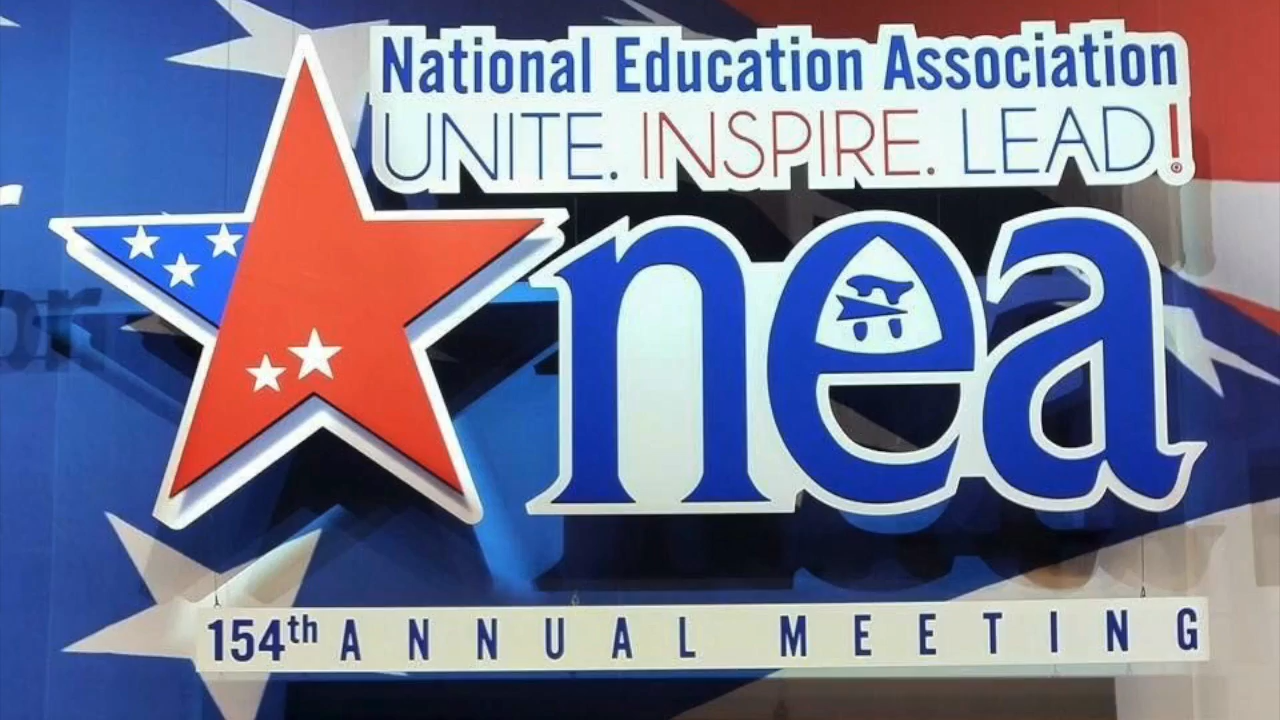 National Education Association
UNITE. INSPIRE. LEAD!
nea
154th ANNUAL MEETING